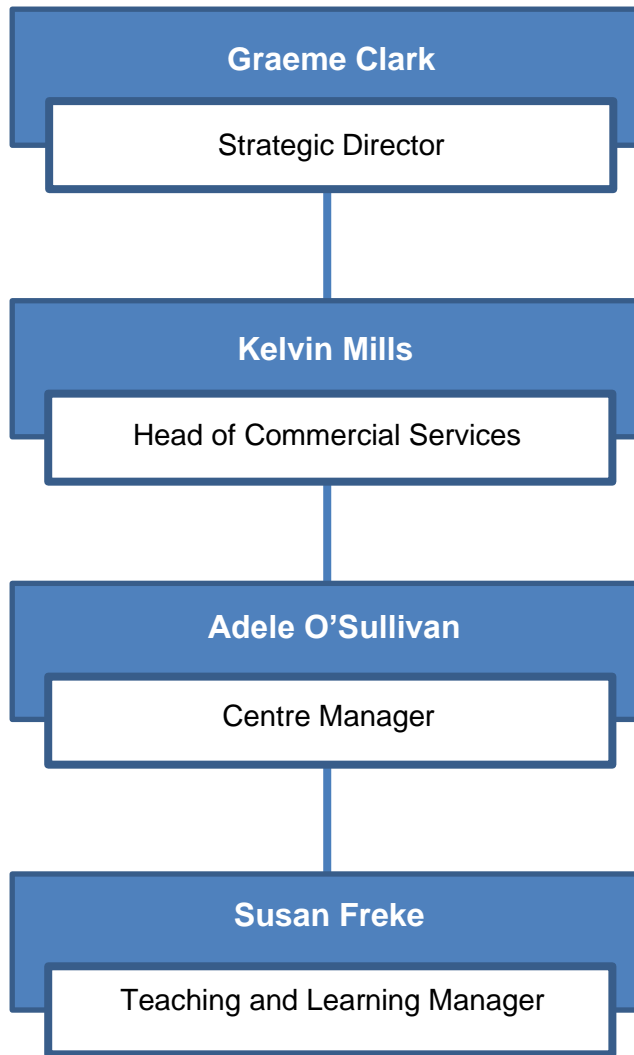 Graeme Clark
Strategic Director
Kelvin Mills
Head of Commercial Services
Adele O’Sullivan
Centre Manager
Susan Freke
Teaching and Learning Manager